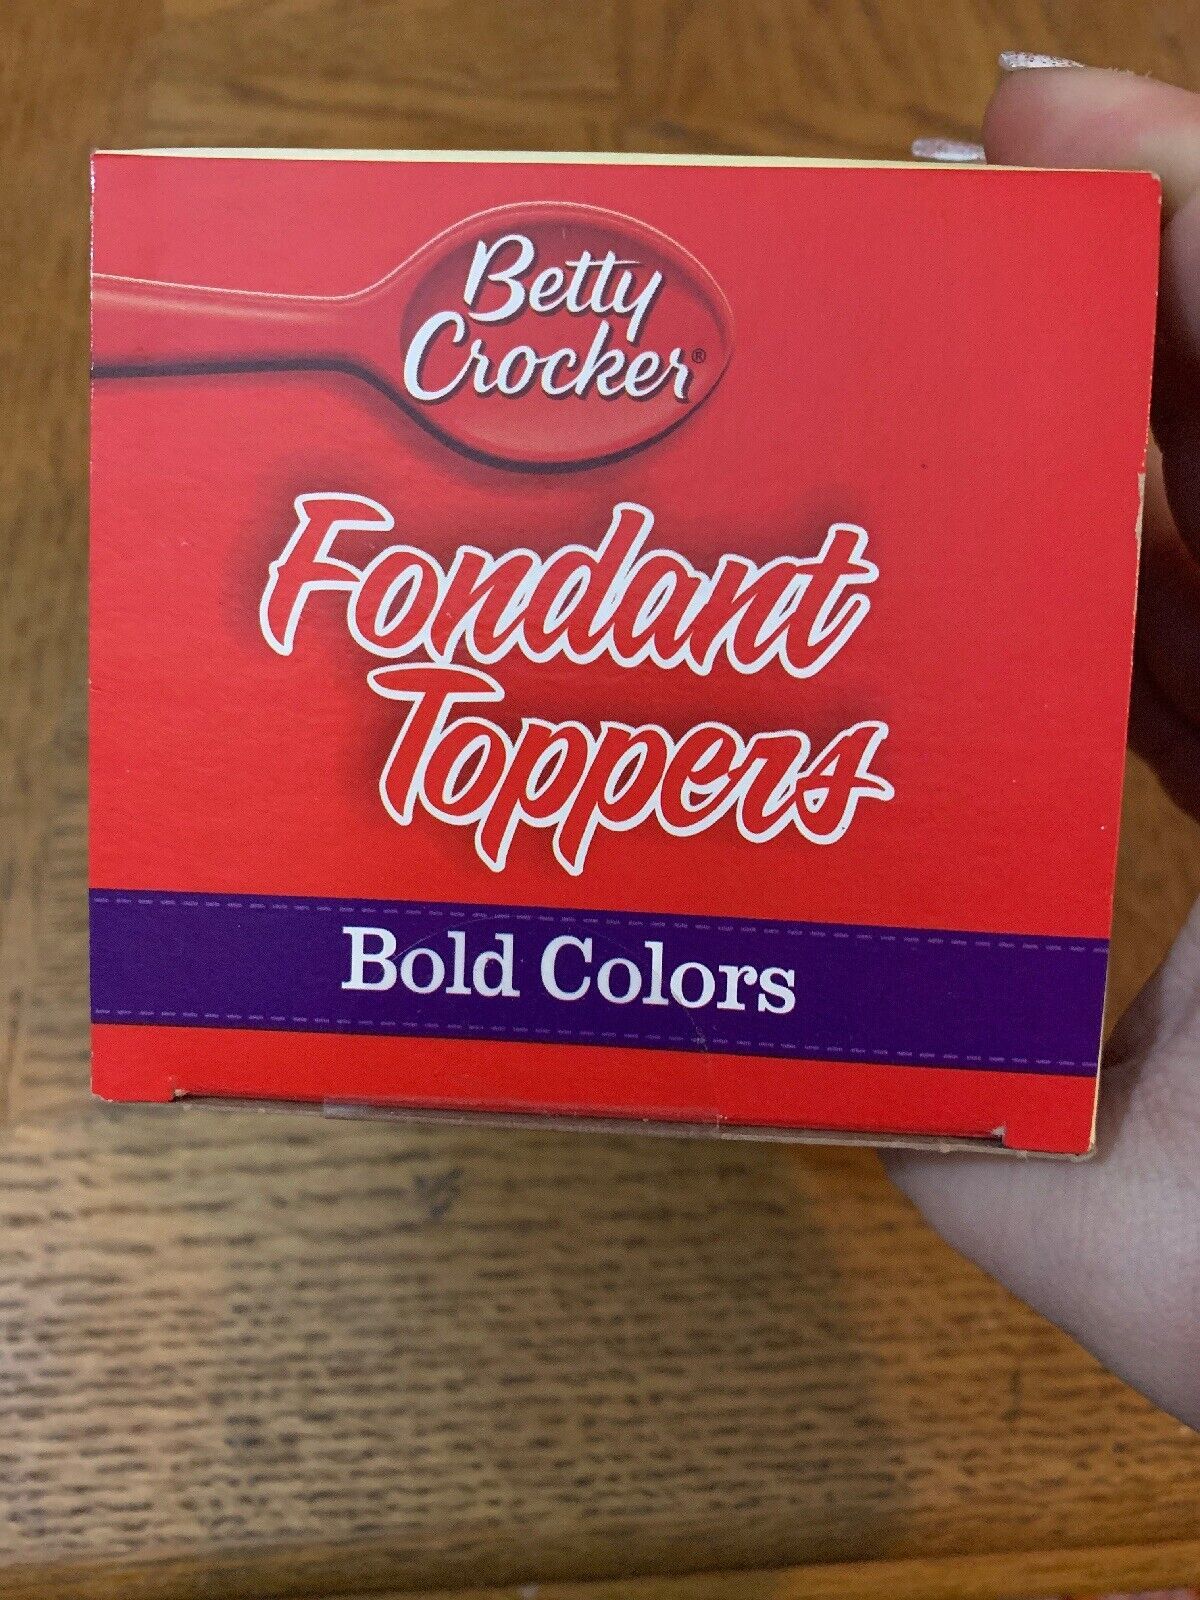 Betty
Crocker®
Fondant
Toppers
Bold Colors